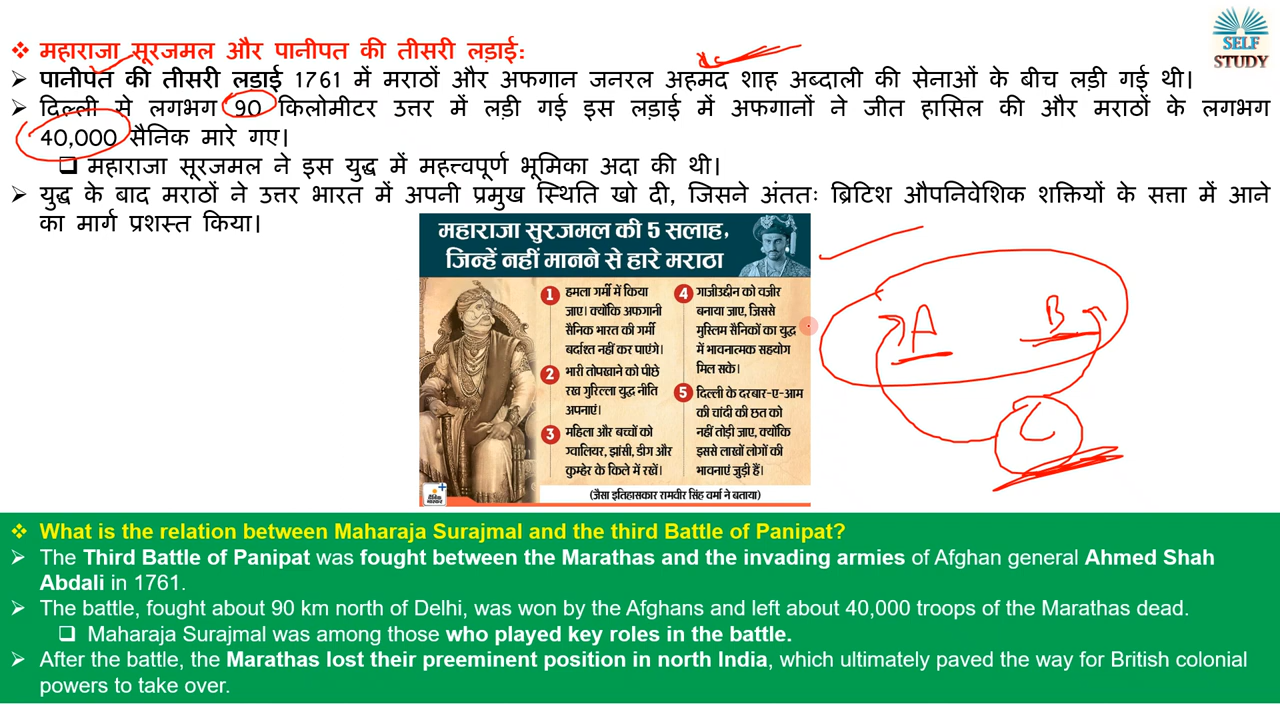 SELF
STUDY
❖ महाराजा सूरजमल और पानीपत की तीसरी लड़ाई:
➢ पानीपत की तीसरी लड़ाई 1761 में मराठों और अफगान जनरल अहमद शाह अब्दाली की सेनाओं के बीच लड़ी गई थी।
➢ दिल्ली से लगभग 90 किलोमीटर उत्तर में लड़ी गई इस लड़ाई में अफगानों ने जीत हासिल की और मराठों के लगभग
40,000 सैनिक मारे गए।
❑ महाराजा सूरजमल ने इस युद्ध में महत्त्वपूर्ण भूमिका अदा की थी।
➢ युद्ध के बाद मराठों ने उत्तर भारत में अपनी प्रमुख स्थिति खो दी, जिसने अंततः ब्रिटिश औपनिवेशिक शक्तियों के सत्ता में आने
का मार्ग प्रशस्त किया।
महाराजा सुरजमल की 5 सलाह,
जिन्हें नहीं मानने से हारे मराठा
1 हमला गर्मी में किया
जाए। क्योंकि अफगानी
सैनिक भारत की गर्मी
बर्दाश्त नहीं कर पाएंगे।
2 भारी तोपखाने को पीछे
रख गुरिल्ला युद्ध नीति
अपनाएं।
3 महिला और बच्चों को
ग्वालियर, झांसी, डीग और
कुम्हेर के किले में रखें।
4 गाजीउद्दीन को वजीर
बनाया जाए, जिससे
मुस्लिम सैनिकों का युद्ध
में भावनात्मक सहयोग
मिल सके।
5 दिल्ली के दरबार-ए-आम
की चांदी की छत को
नहीं तोड़ी जाए, क्योंकि
इससे लाखों लोगों की
भावनाएं जुड़ी हैं।
दैनिक
भास्कर
(जैसा इतिहासकार रामवीर सिंह वर्मा ने बताया)
A B
C
❖ What is the relation between Maharaja Surajmal and the third Battle of Panipat?
➢ The Third Battle of Panipat was fought between the Marathas and the invading armies of Afghan general Ahmed Shah
Abdali in 1761.
➢ The battle, fought about 90 km north of Delhi, was won by the Afghans and left about 40,000 troops of the Marathas dead.
❑ Maharaja Surajmal was among those who played key roles in the battle.
➢ After the battle, the Marathas lost their preeminent position in north India, which ultimately paved the way for British colonial
powers to take over.